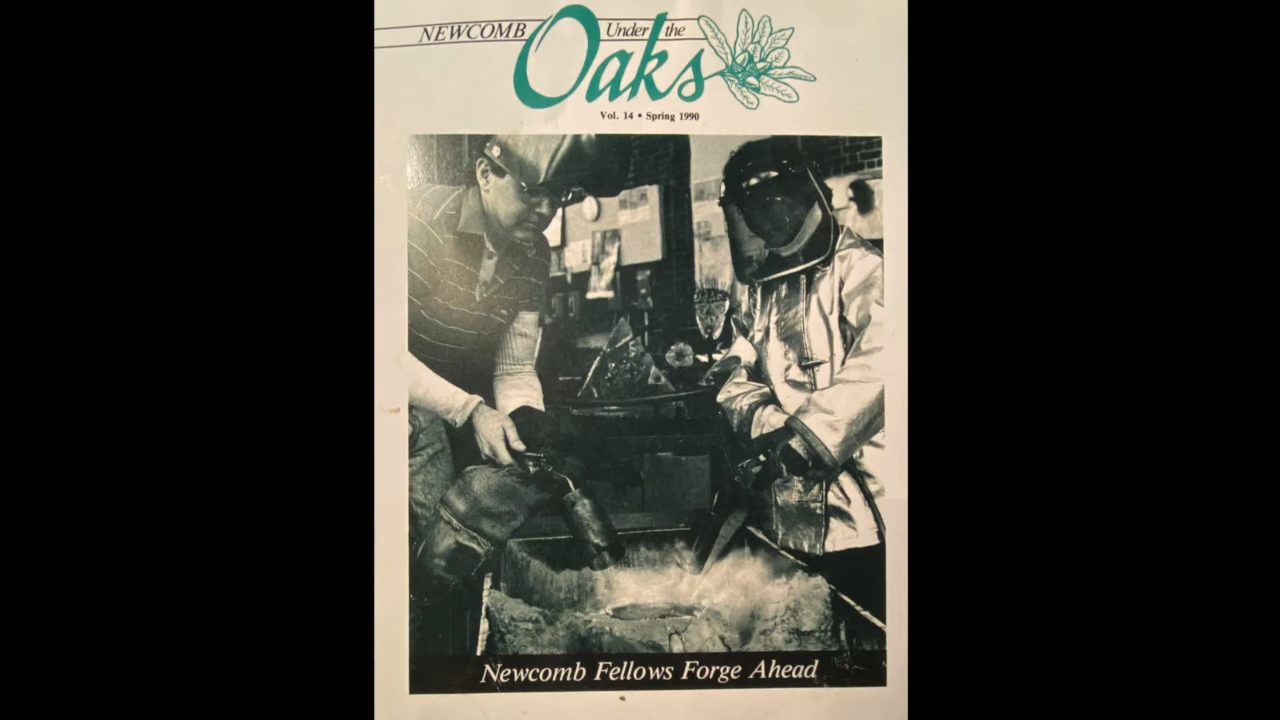 NEWCOMB Under the
Oaks
Vol. 14 • Spring 1990
Newcomb Fellows Forge Ahead